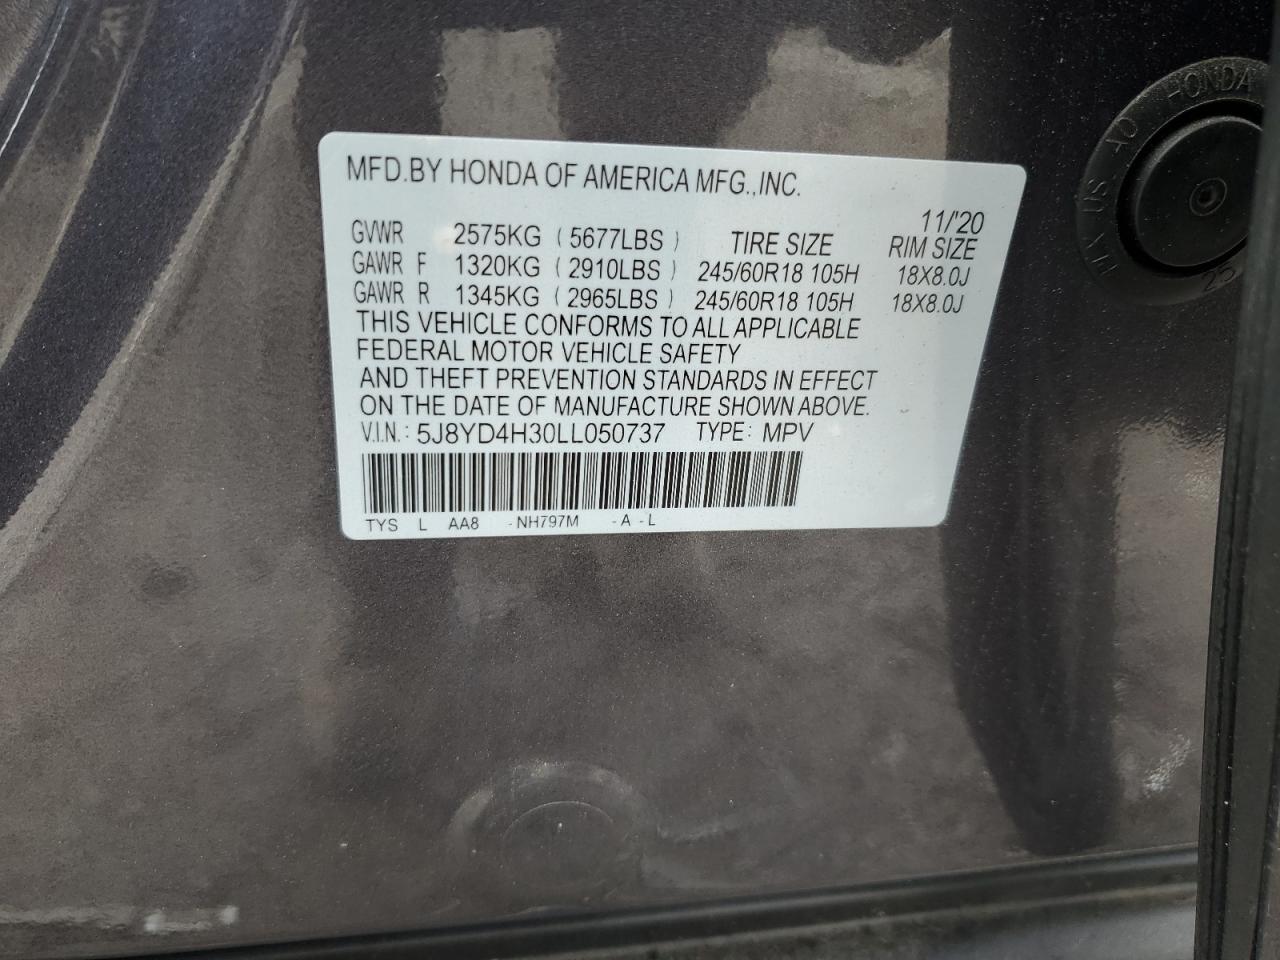 MFD.BY HONDA OF AMERICA MFG.,INC.
11/'20
GVWR 2575KG ( 5677LBS ) TIRE SIZE RIM SIZE
GAWR F 1320KG ( 2910LBS ) 245/60R18 105H 18X8.0J
GAWR R 1345KG ( 2965LBS ) 245/60R18 105H 18X8.0J
THIS VEHICLE CONFORMS TO ALL APPLICABLE
FEDERAL MOTOR VEHICLE SAFETY
AND THEFT PREVENTION STANDARDS IN EFFECT
ON THE DATE OF MANUFACTURE SHOWN ABOVE.
V.I.N.: 5J8YD4H30LL050737 TYPE: MPV
TYS L AA8 -NH797M -A -L
HONDA
25